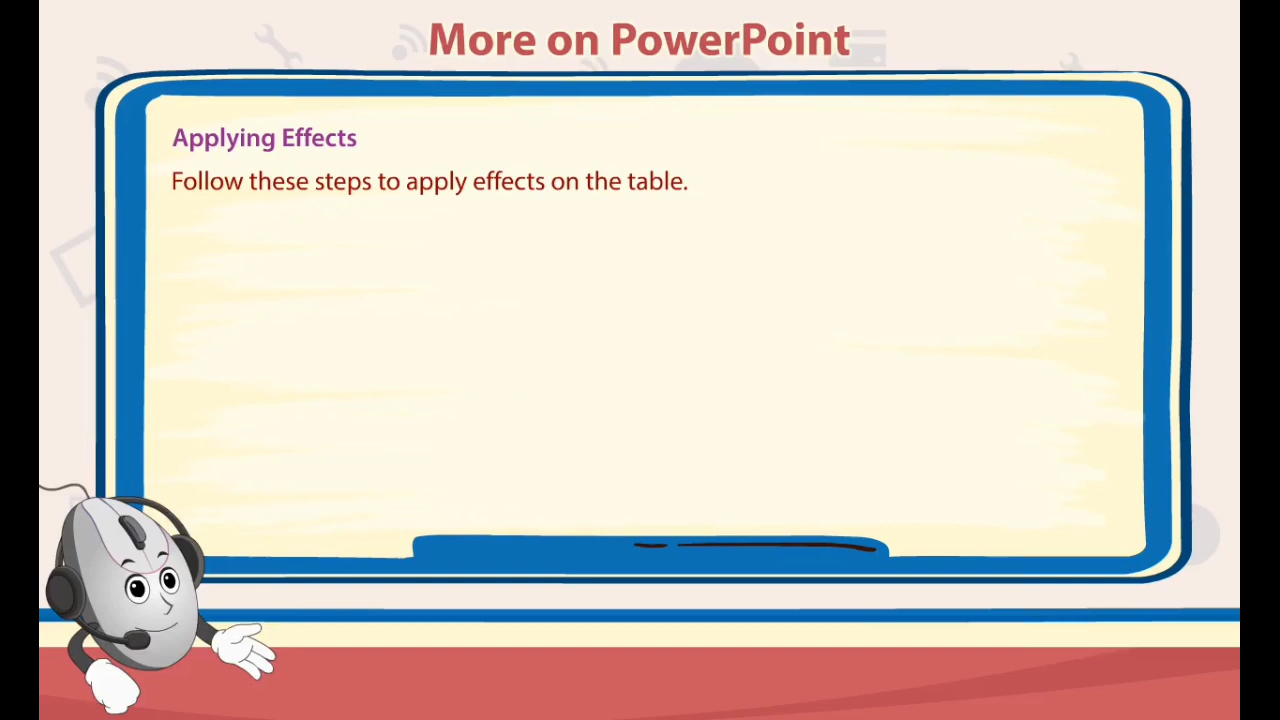 More on PowerPoint
Applying Effects
Follow these steps to apply effects on the table.